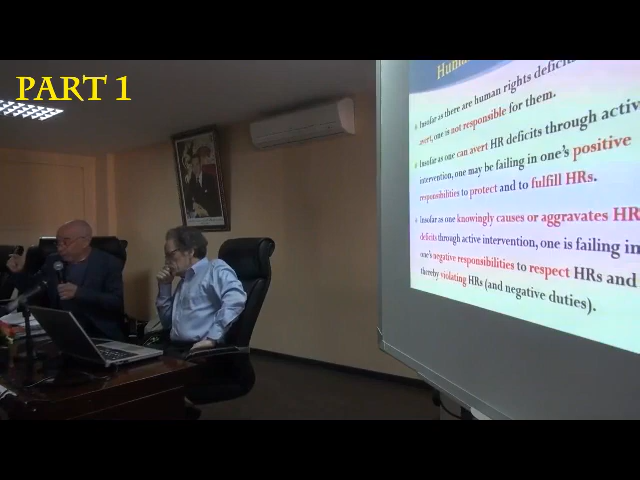 PART 1
Insofar as there are human rights
avert, one is not responsible for them.
Insofar as one can avert HR deficits through
intervention, one may be failing in one's positive
responsibilities to protect and to fulfill HRs.
Insofar as one knowingly causes or aggravates HR
deficits through active intervention, one is failing in
one's negative responsibilities to respect HRs and
thereby violating HRs (and negative duties).